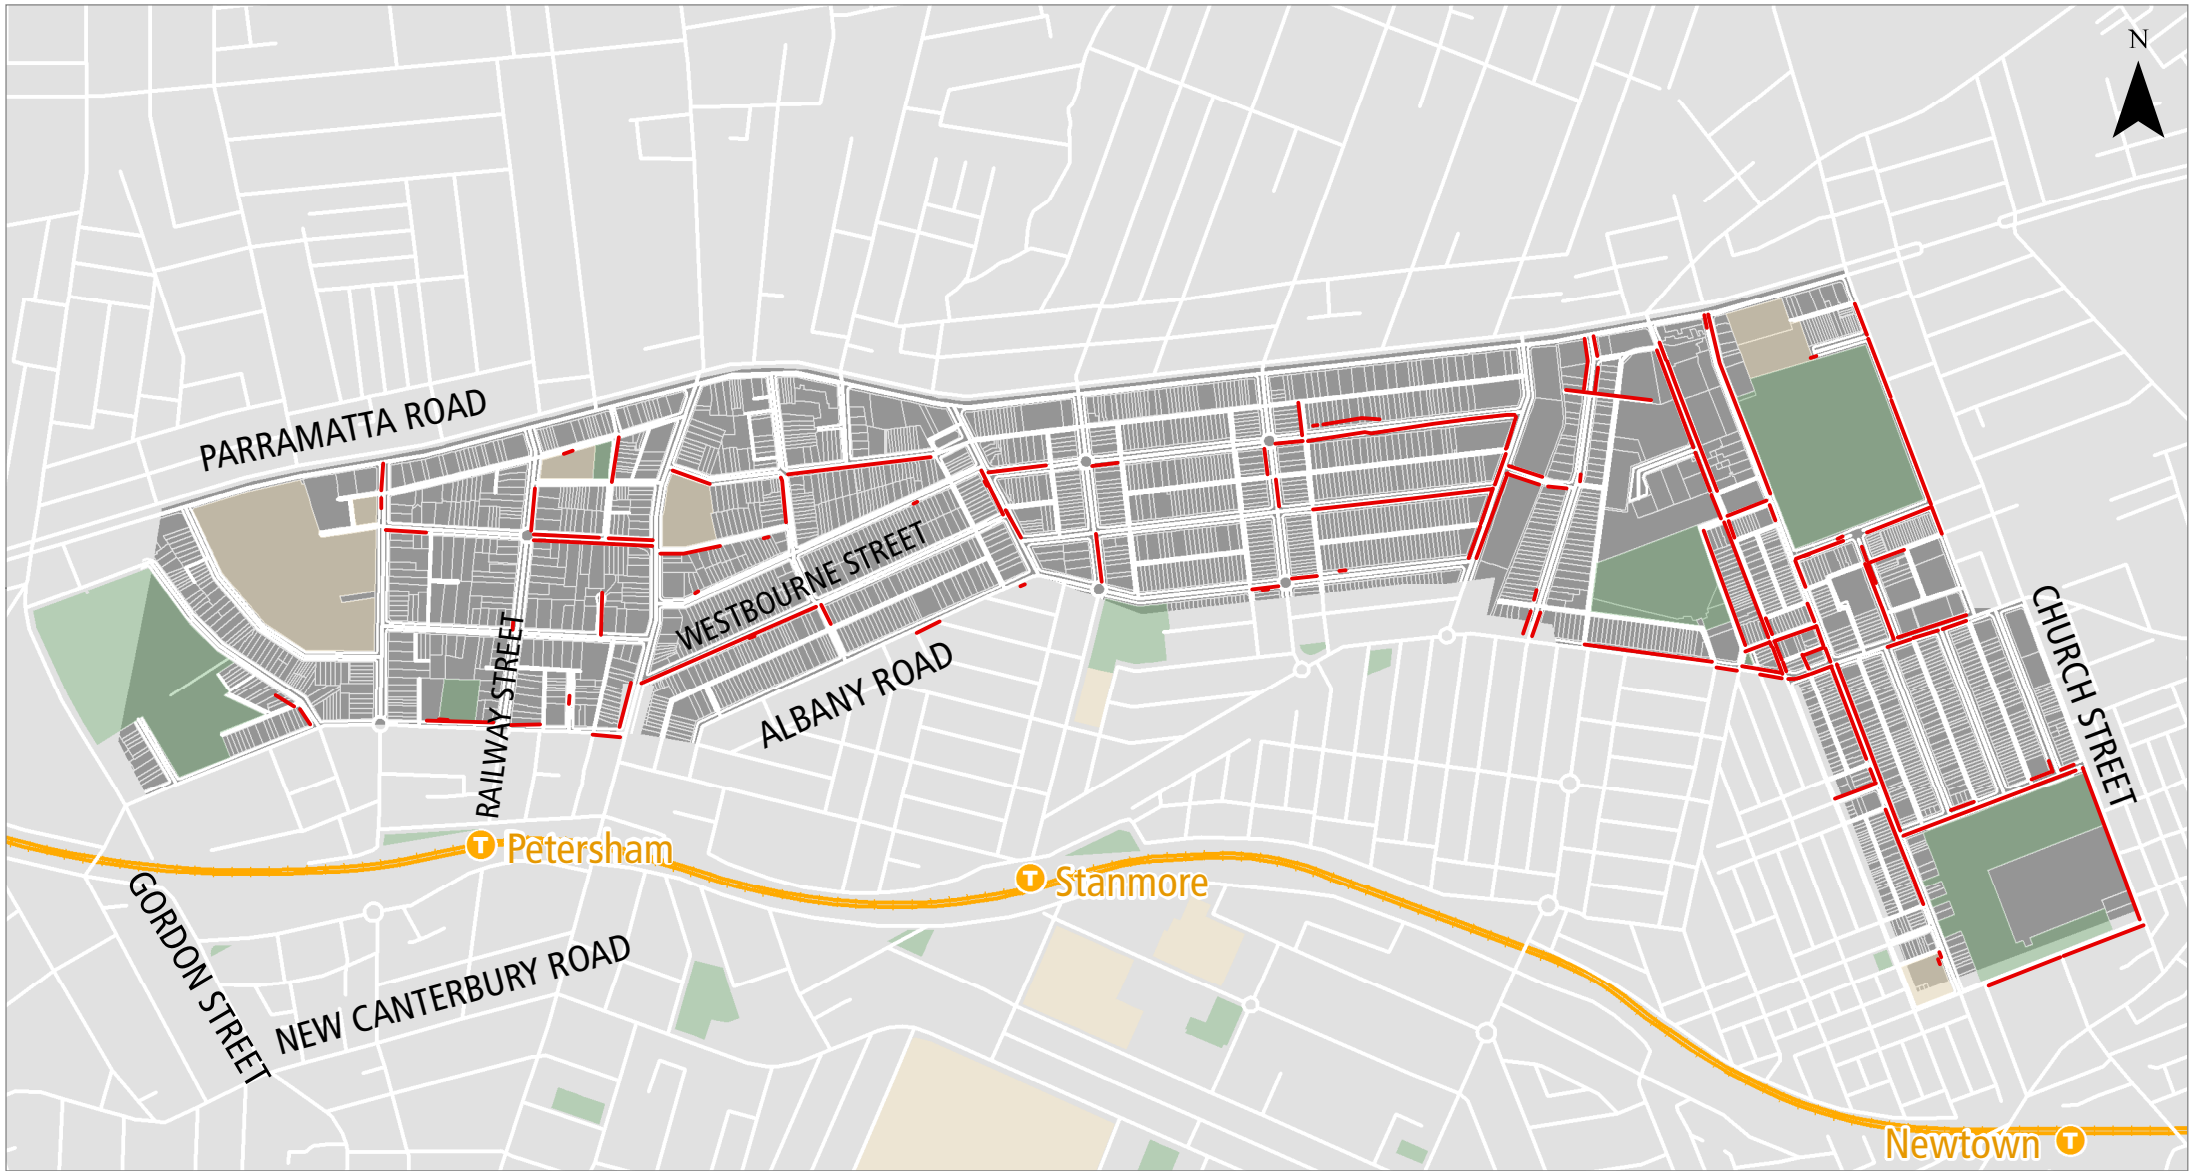 N
PARRAMATTA ROAD
WESTBOURNE STREET
RAILWAY STREET
ALBANY ROAD
CHURCH STREET
T Petersham
T Stanmore
GORDON STREET
NEW CANTERBURY ROAD
Newtown T